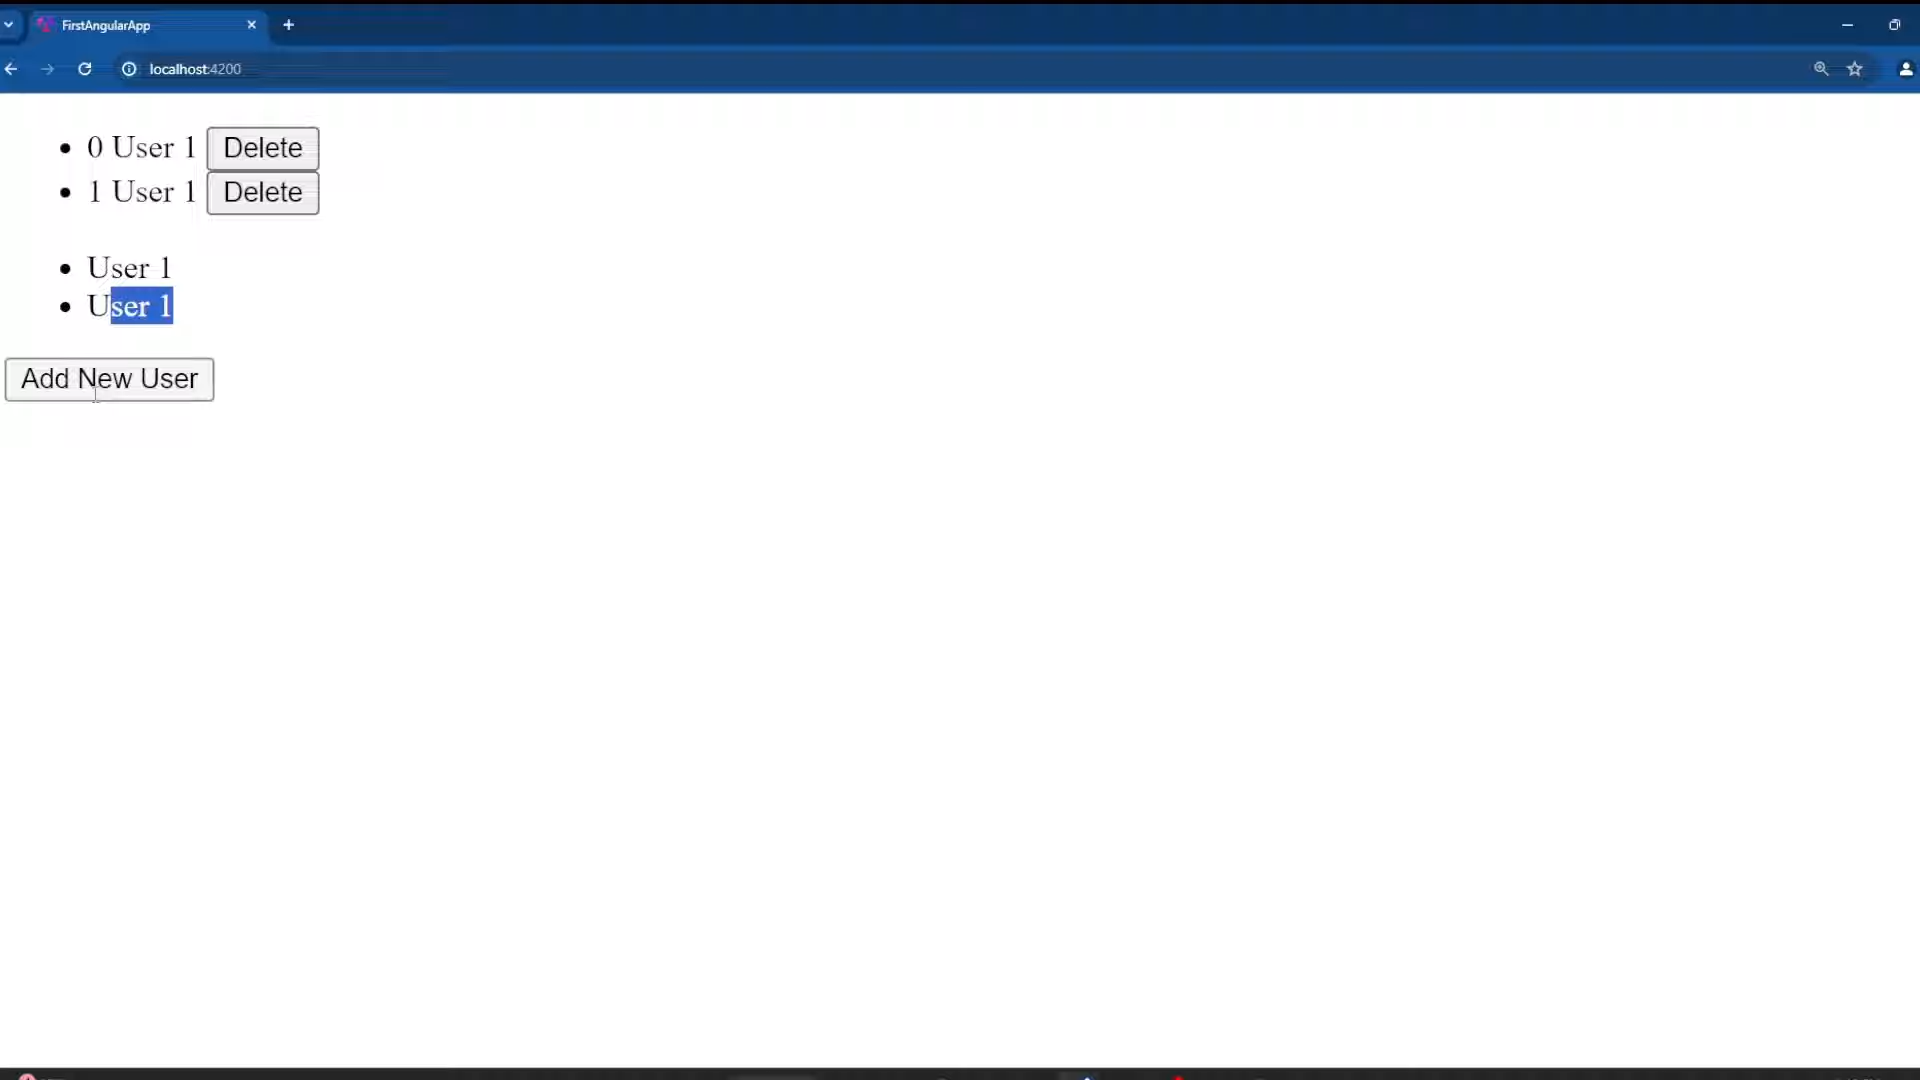 FirstAngularApp
localhost:4200
0 User 1 Delete
1 User 1 Delete
User 1
User 1
Add New User